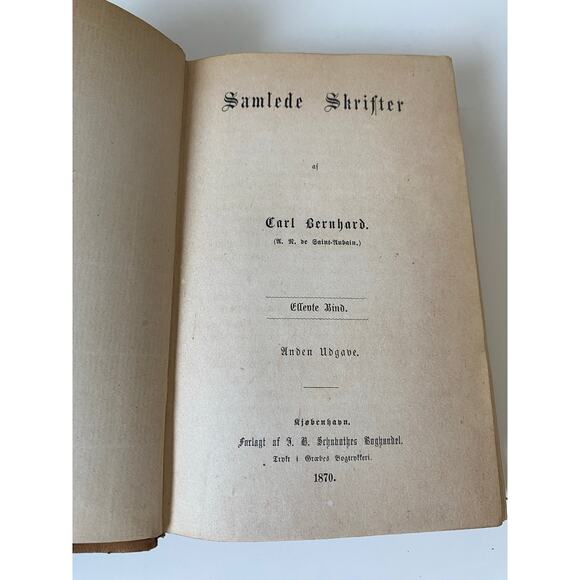 Samlede Skrifter
af
Carl Bernhard.
(A. N. de Saint-Aubain.)
Ellevte Bind.
Anden Udgave.
Kjøbenhavn.
Forlagt af J. H. Schubothes Boghandel.
Trykt i Græbes Bogtrykkeri.
1870.